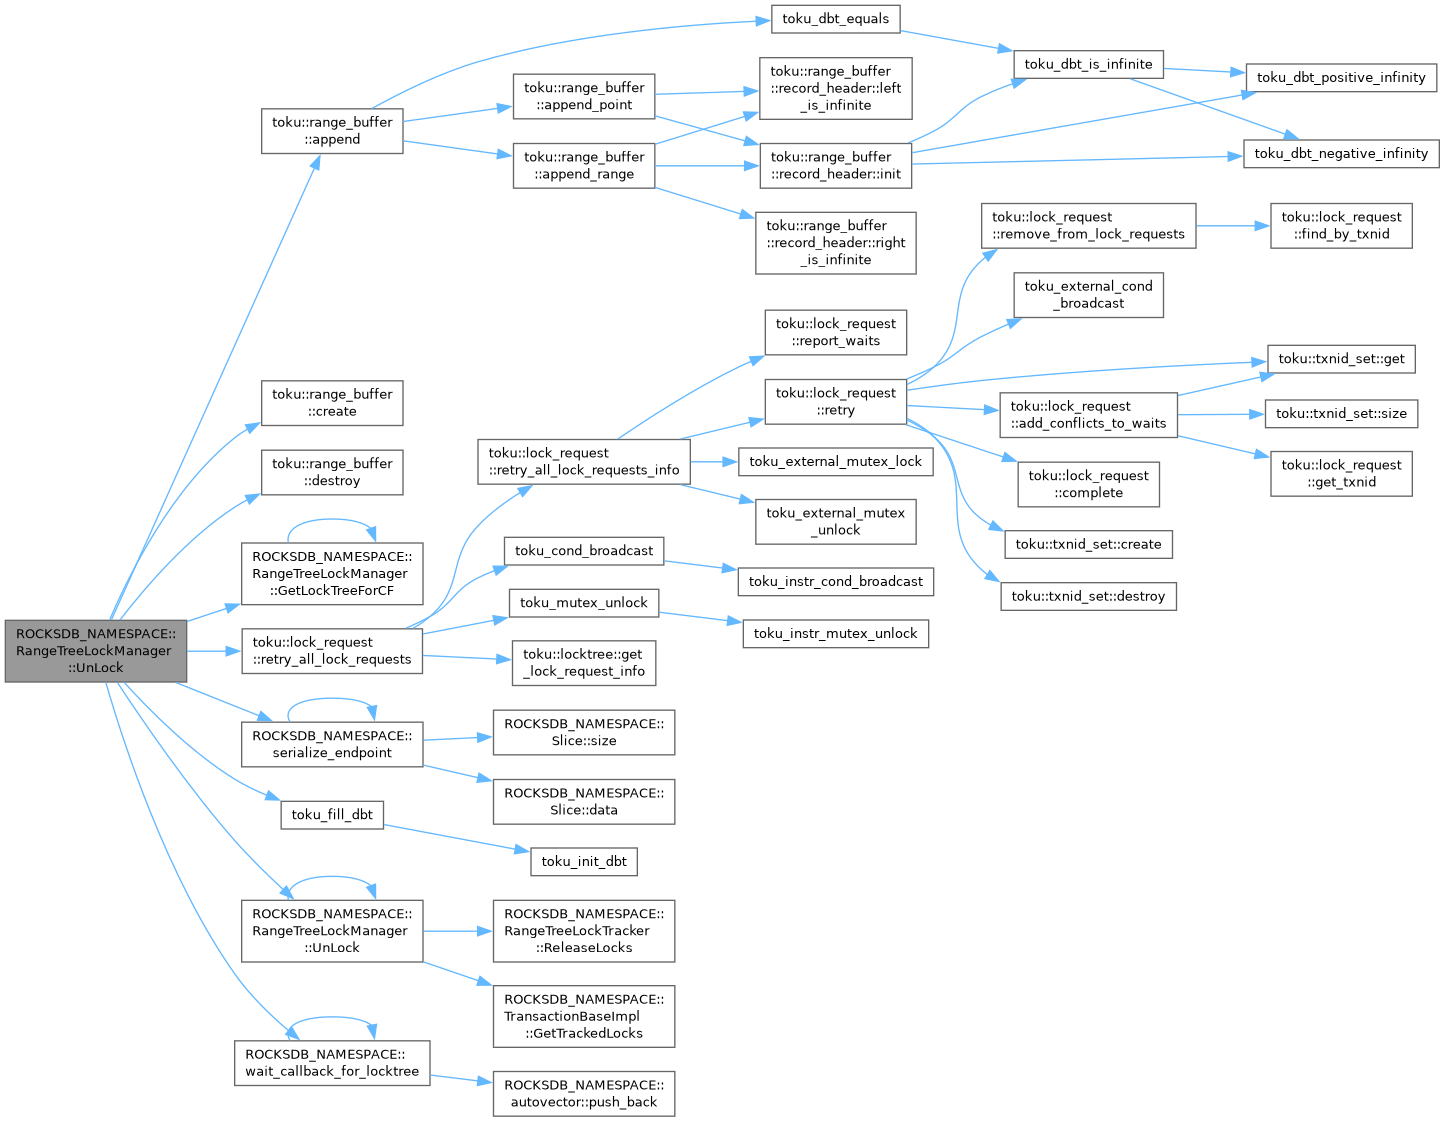 ROCKSDB_NAMESPACE::
RangeTreeLockManager
::UnLock
toku::range_buffer
::append
toku::range_buffer
::create
toku::range_buffer
::destroy
ROCKSDB_NAMESPACE::
RangeTreeLockManager
::GetLockTreeForCF
toku::lock_request
::retry_all_lock_requests
ROCKSDB_NAMESPACE::
serialize_endpoint
toku_fill_dbt
ROCKSDB_NAMESPACE::
RangeTreeLockManager
::UnLock
ROCKSDB_NAMESPACE::
wait_callback_for_locktree
toku::range_buffer
::append_point
toku::range_buffer
::append_range
toku::lock_request
::retry_all_lock_requests_info
toku_cond_broadcast
toku_mutex_unlock
toku::locktree::get
_lock_request_info
ROCKSDB_NAMESPACE::
Slice::size
ROCKSDB_NAMESPACE::
Slice::data
toku_init_dbt
ROCKSDB_NAMESPACE::
RangeTreeLockTracker
::ReleaseLocks
ROCKSDB_NAMESPACE::
TransactionBaseImpl
::GetTrackedLocks
ROCKSDB_NAMESPACE::
autovector::push_back
toku_dbt_equals
toku::range_buffer
::record_header::left
_is_infinite
toku::range_buffer
::record_header::init
toku::range_buffer
::record_header::right
_is_infinite
toku::lock_request
::report_waits
toku::lock_request
::retry
toku_external_mutex_lock
toku_external_mutex
_unlock
toku_instr_cond_broadcast
toku_instr_mutex_unlock
toku_dbt_is_infinite
toku::lock_request
::remove_from_lock_requests
toku_external_cond
_broadcast
toku::lock_request
::add_conflicts_to_waits
toku::lock_request
::complete
toku::txnid_set::create
toku::txnid_set::destroy
toku_dbt_positive_infinity
toku_dbt_negative_infinity
toku::lock_request
::find_by_txnid
toku::txnid_set::get
toku::txnid_set::size
toku::lock_request
::get_txnid